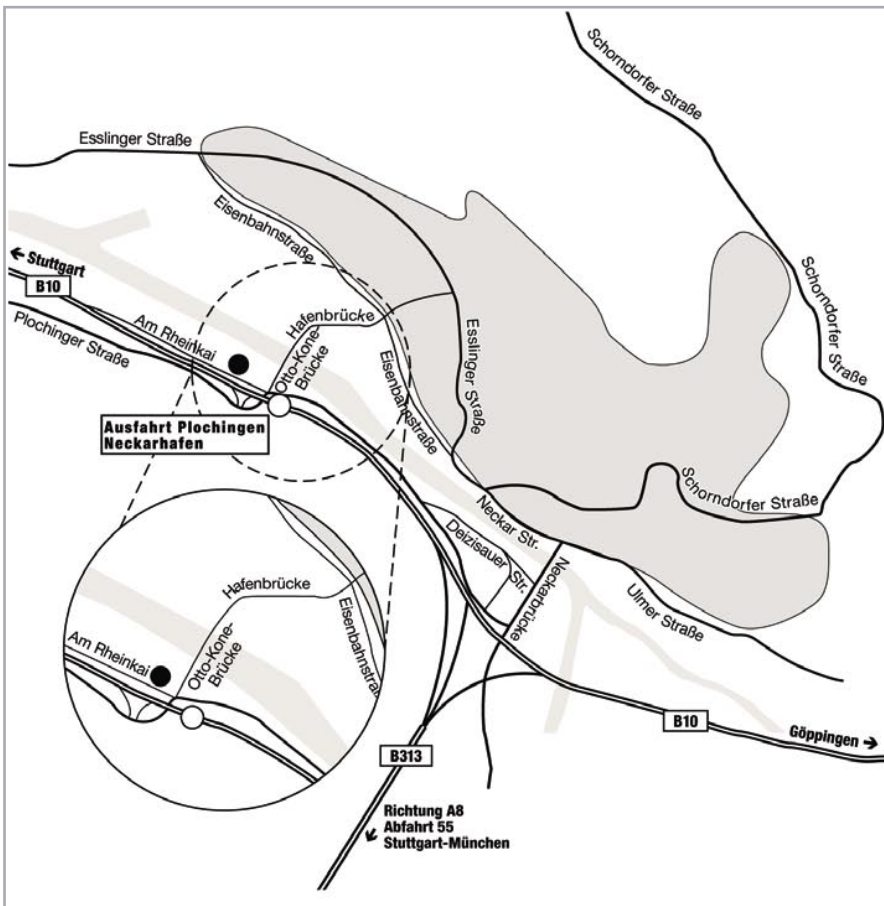 Schorndorfer Straße
Esslinger Straße
Eisenbahnstraße
← Stuttgart
B10
Plochinger Straße
Am Rheinkai
Otto-Kone-
Brücke
Hafenbrücke
Eisenbahnstraße
Esslinger Straße
Schorndorfer Straße
Ausfahrt Plochingen
Neckarhafen
Schorndorfer Straße
Neckar Str.
Deizisauer
Str.
Neckarbrücke
Ulmer Straße
Hafenbrücke
Eisenbahnstraß
Am Rheinkai
Otto-Kone-
Brücke
B10
Göppingen →
B313
Richtung A8
Abfahrt 55
Stuttgart-München